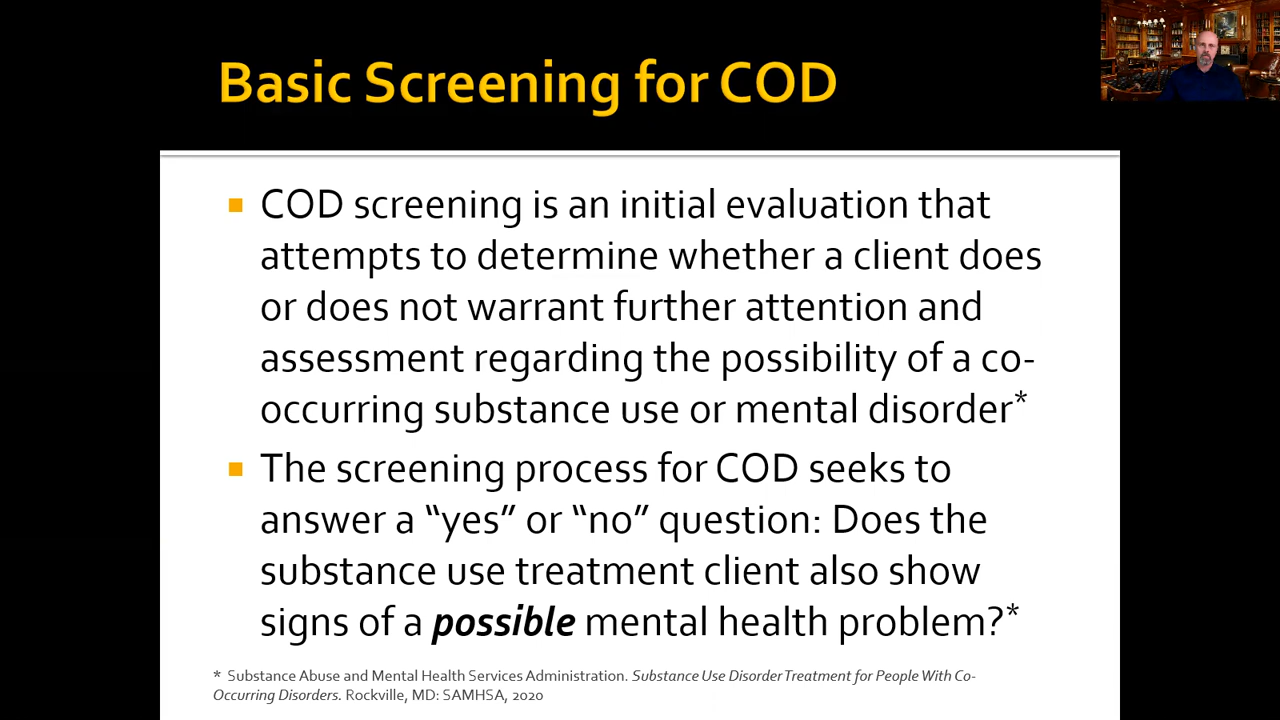 Basic Screening for COD
COD screening is an initial evaluation that
attempts to determine whether a client does
or does not warrant further attention and
assessment regarding the possibility of a co-
occurring substance use or mental disorder*
The screening process for COD seeks to
answer a “yes” or “no” question: Does the
substance use treatment client also show
signs of a possible mental health problem?*
* Substance Abuse and Mental Health Services Administration. Substance Use Disorder Treatment for People With Co-
Occurring Disorders. Rockville, MD: SAMHSA, 2020